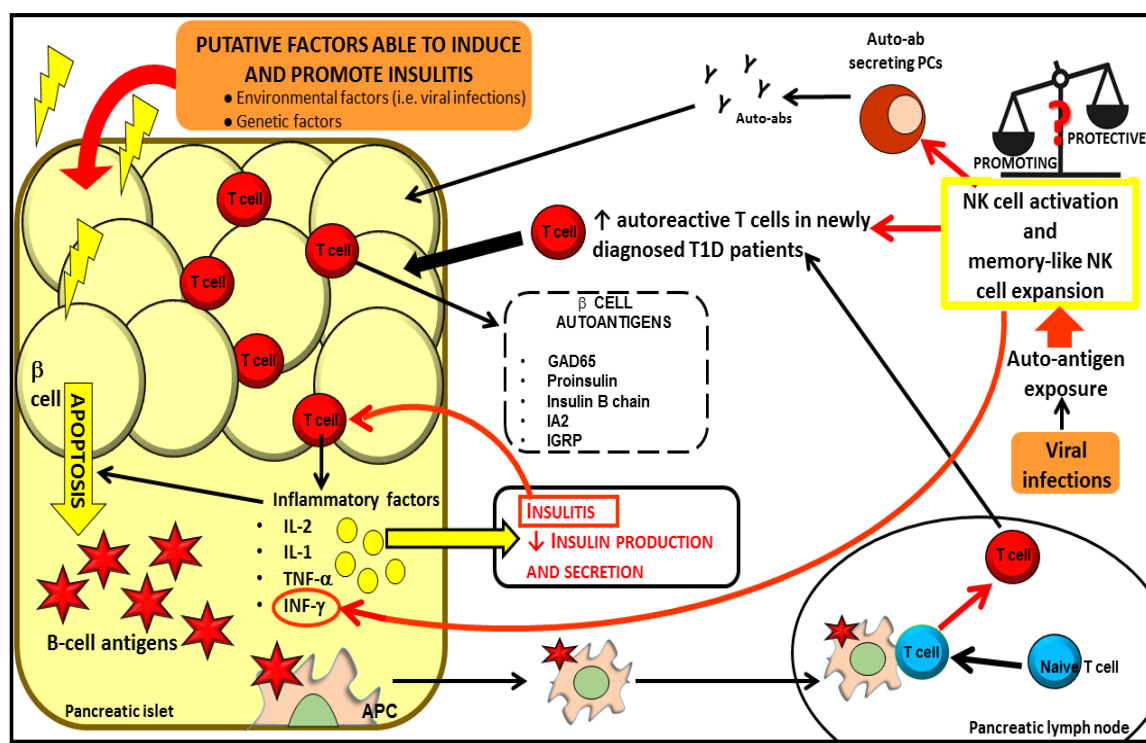 PUTATIVE FACTORS ABLE TO INDUCE
AND PROMOTE INSULITIS
● Environmental factors (i.e. viral infections)
● Genetic factors
Auto-ab
secreting PCs
Auto-abs
?
PROTECTIVE
PROMOTING
NK cell activation
and
memory-like NK
cell expansion
Auto-antigen
exposure
Viral
infections
T cell
T cell
T cell
T cell
T cell
T cell
↑ autoreactive T cells in newly
diagnosed T1D patients
β CELL
AUTOANTIGENS
• GAD65
• Proinsulin
• Insulin B chain
• IA2
• IGRP
β
cell
APOPTOSIS
Inflammatory factors
• IL-2
• IL-1
• TNF-α
• INF-γ
INSULITIS
↓ INSULIN PRODUCTION
AND SECRETION
B-cell antigens
APC
Pancreatic islet
T cell
T cell
Naive T cell
Pancreatic lymph node